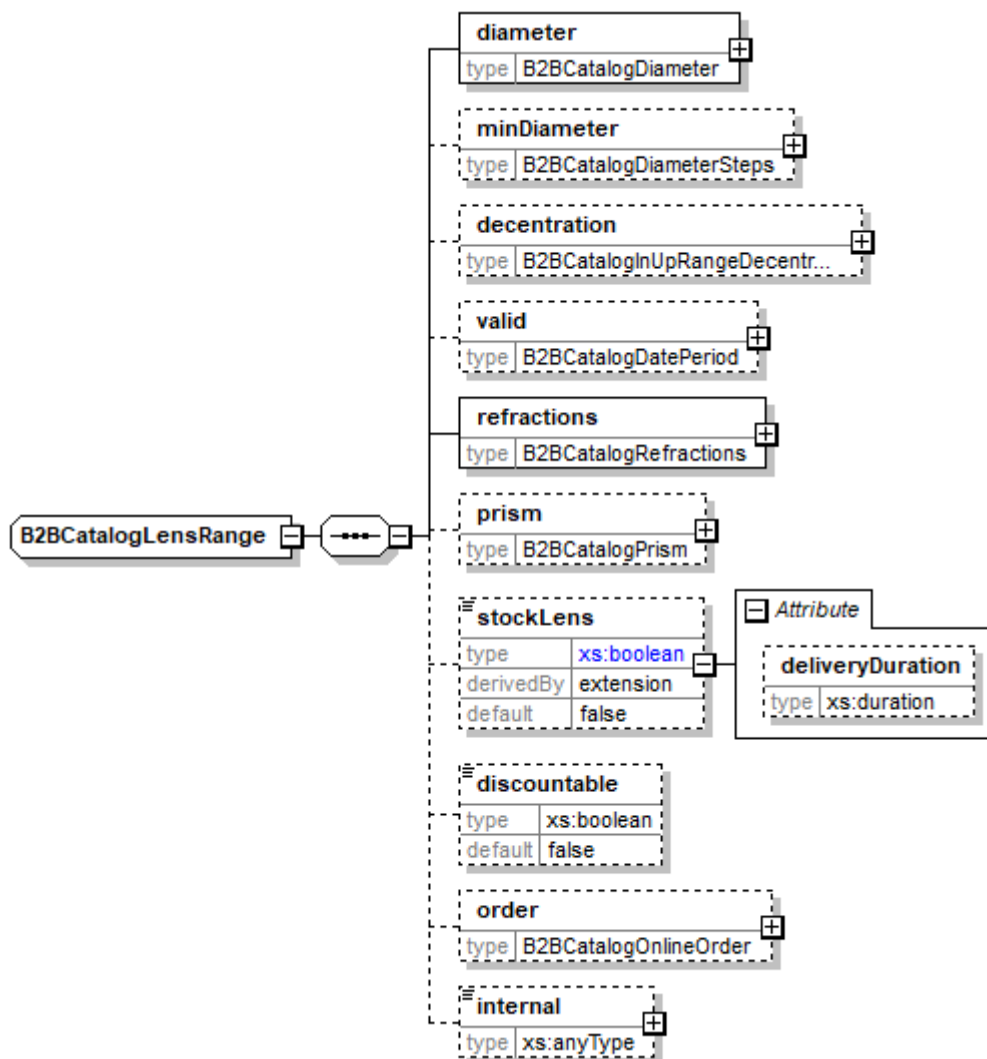 diameter
type B2BCatalogDiameter
minDiameter
type B2BCatalogDiameterSteps
decentration
type B2BCatalogInUpRangeDecentr...
valid
type B2BCatalogDatePeriod
refractions
type B2BCatalogRefractions
B2BCatalogLensRange
prism
type B2BCatalogPrism
stockLens
type xs:boolean
derivedBy extension
default false
Attribute
deliveryDuration
type xs:duration
discountable
type xs:boolean
default false
order
type B2BCatalogOnlineOrder
internal
type xs:anyType